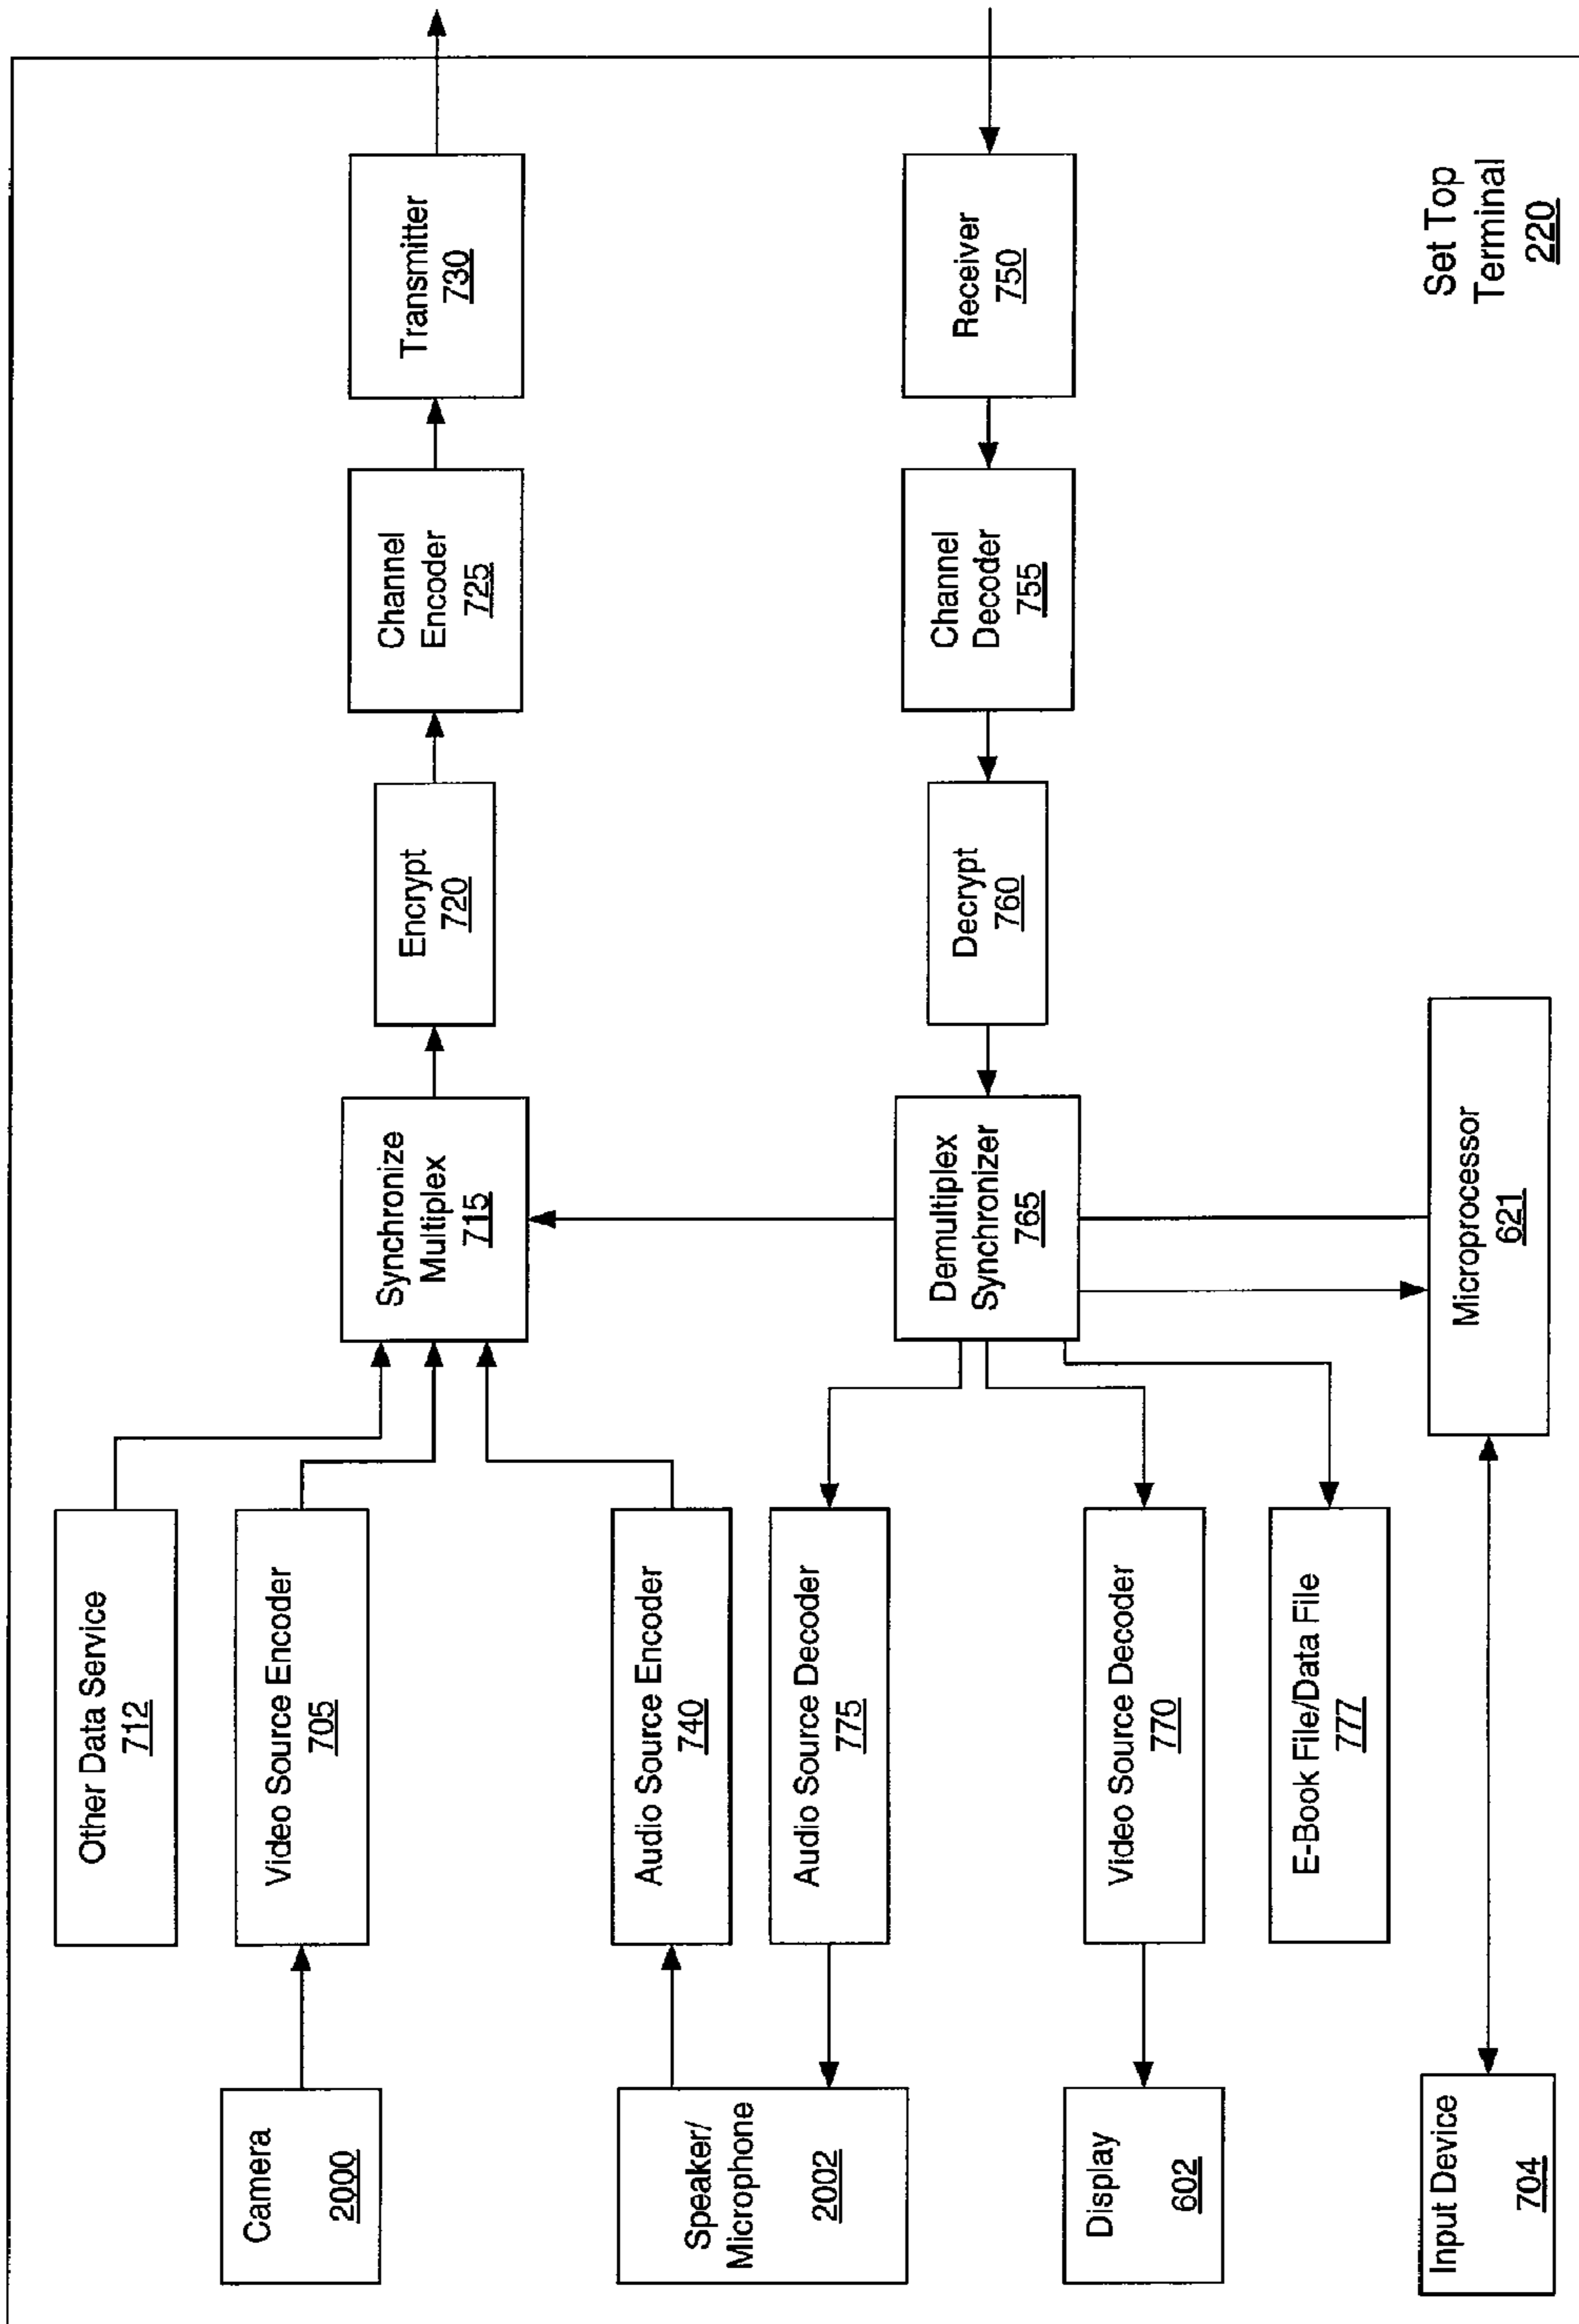 Other Data Service
712
Camera
2000
Video Source Encoder
705
Synchronize
Multiplex
715
Encrypt
720
Channel
Encoder
725
Transmitter
730
Speaker/
Microphone
2002
Audio Source Encoder
740
Audio Source Decoder
775
Display
602
Video Source Decoder
770
Demultiplex
Synchronizer
765
Decrypt
760
Channel
Decoder
755
Receiver
750
E-Book File/Data File
777
Input Device
704
Microprocessor
621
Set Top
Terminal
220